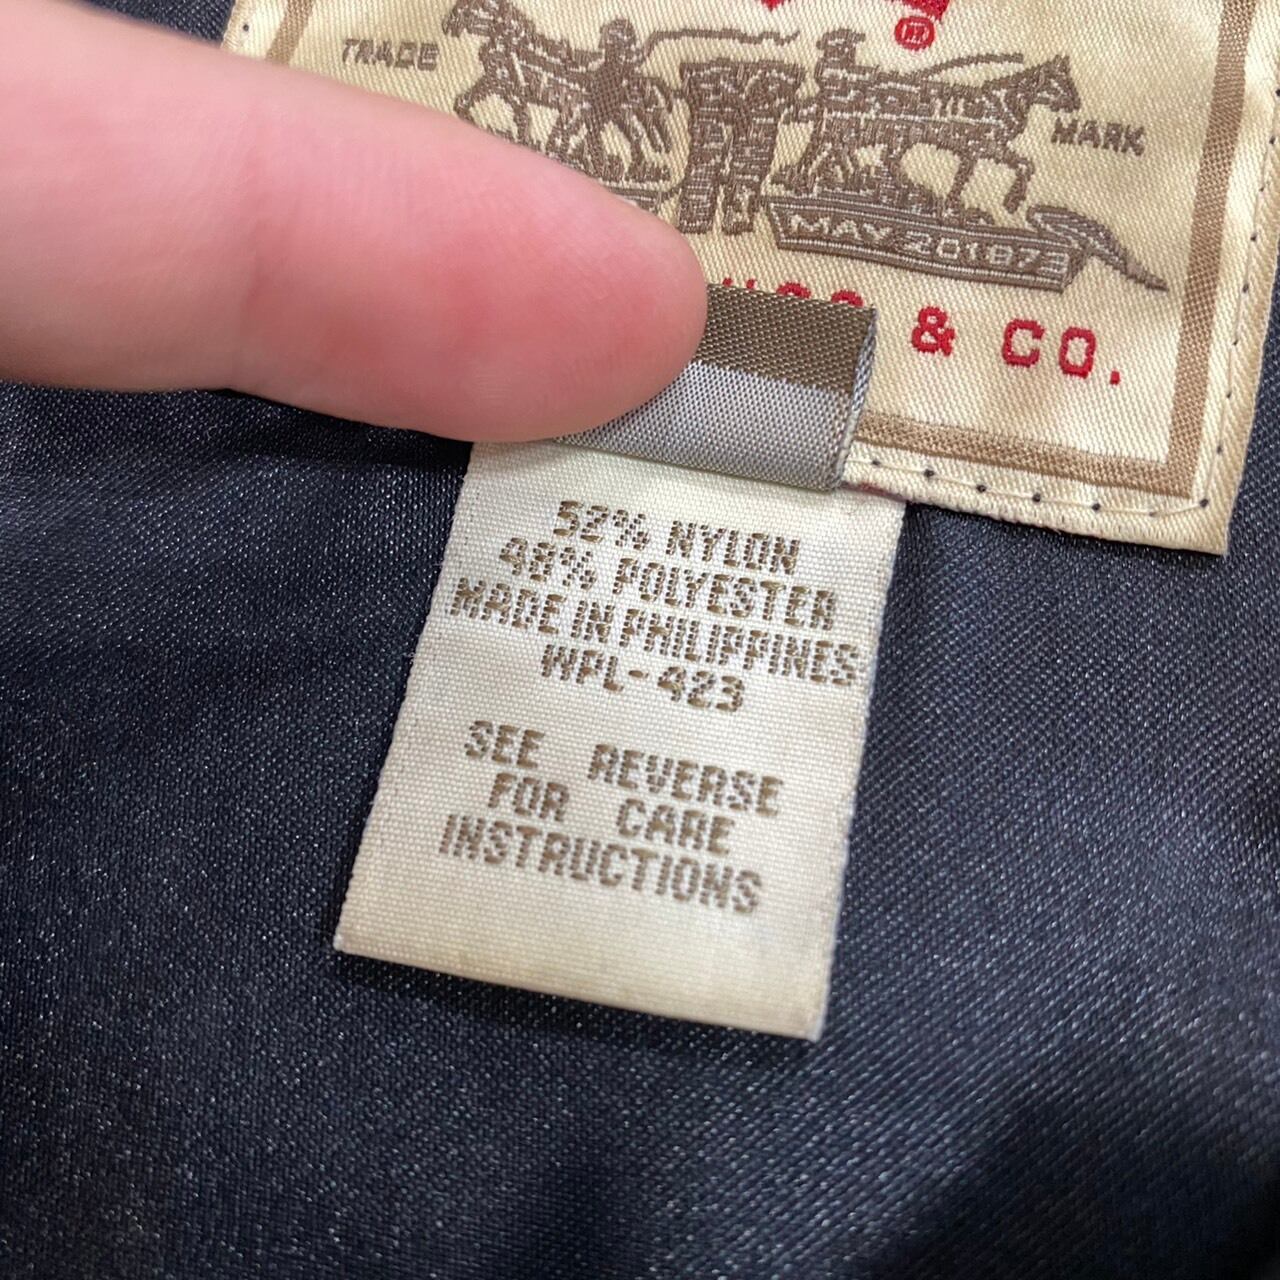 TRADE
MARK
MAY 20 1873
& CO.
52% NYLON
48% POLYESTER
MADE IN PHILIPPINES
WPL-423
SEE REVERSE
FOR CARE
INSTRUCTIONS